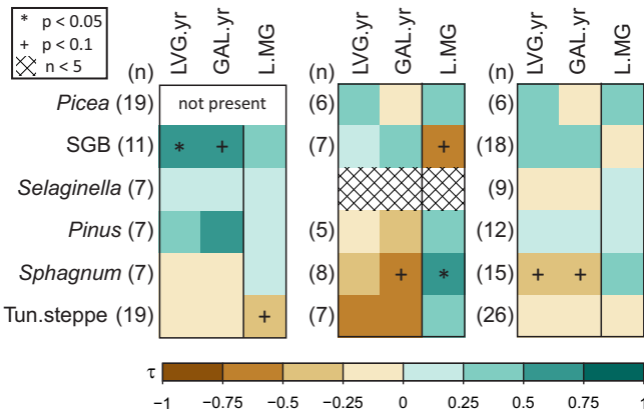 * p < 0.05
+ p < 0.1
n < 5
(n) LVG.yr GAL.yr L.MG (n) LVG.yr GAL.yr L.MG (n) LVG.yr GAL.yr L.MG
Picea (19) not present (6) (6)
SGB (11) * + (7) + (18)
Selaginella (7) (9)
Pinus (7) (5) (12)
Sphagnum (7) (8) + * (15) + +
Tun.steppe (19) + (7) (26)
τ
−1 −0.75 −0.5 −0.25 0 0.25 0.5 0.75 1